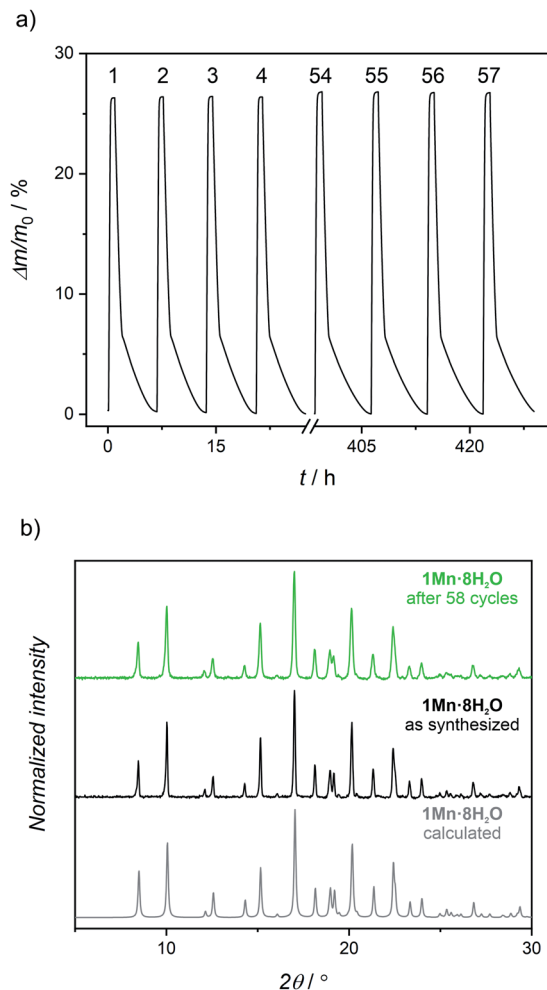 a)
30
1 2 3 4 54 55 56 57
20
10
0
Δm/m₀ / %
0 15 405 420
t / h
b)
1Mn·8H₂O
after 58 cycles
1Mn·8H₂O
as synthesized
1Mn·8H₂O
calculated
Normalized intensity
10 20 30
2θ / °